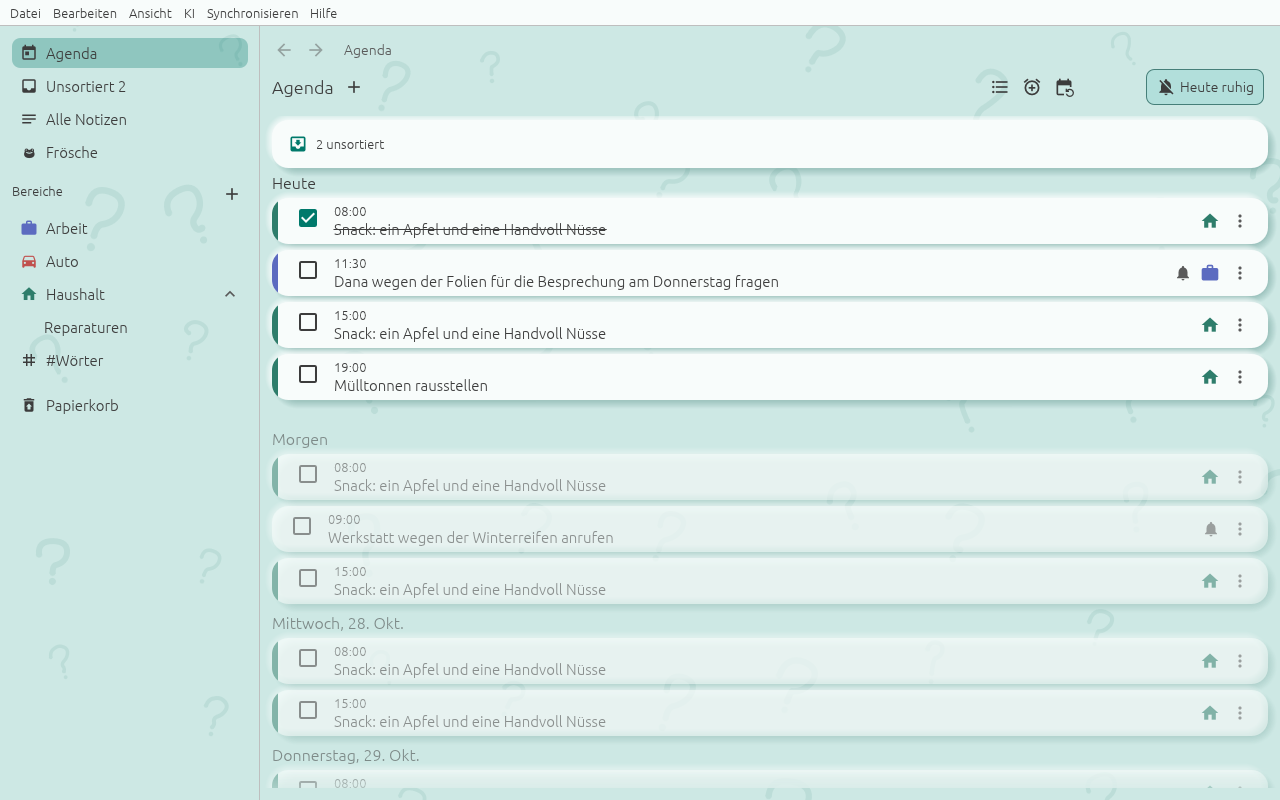 Datei Bearbeiten Ansicht KI Synchronisieren Hilfe
Agenda
Unsortiert 2
Alle Notizen
Frösche
Bereiche
Arbeit
Auto
Haushalt
Reparaturen
#Wörter
Papierkorb
Agenda
Agenda
Heute ruhig
2 unsortiert
Heute
08:00
Snack: ein Apfel und eine Handvoll Nüsse
11:30
Dana wegen der Folien für die Besprechung am Donnerstag fragen
15:00
Snack: ein Apfel und eine Handvoll Nüsse
19:00
Mülltonnen rausstellen
Morgen
08:00
Snack: ein Apfel und eine Handvoll Nüsse
09:00
Werkstatt wegen der Winterreifen anrufen
15:00
Snack: ein Apfel und eine Handvoll Nüsse
Mittwoch, 28. Okt.
08:00
Snack: ein Apfel und eine Handvoll Nüsse
15:00
Snack: ein Apfel und eine Handvoll Nüsse
Donnerstag, 29. Okt.
08:00